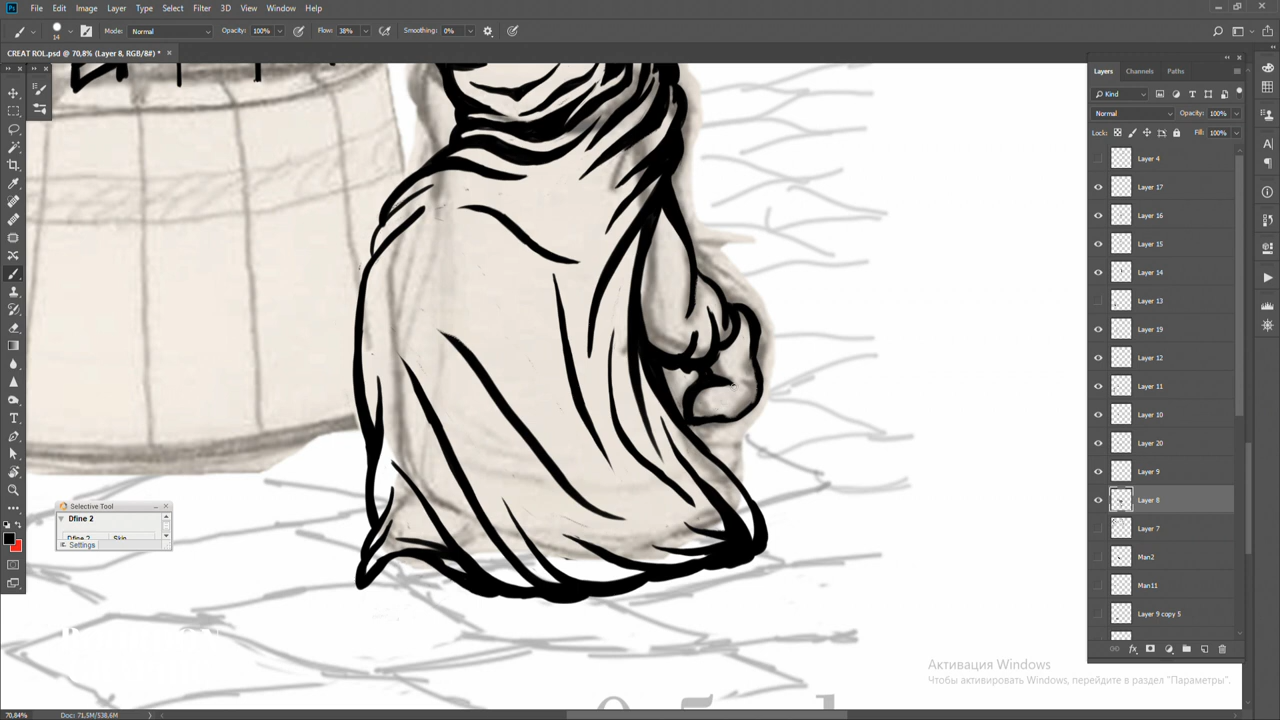 File Edit Image Layer Type Select Filter 3D View Window Help
14 Mode: Normal Opacity: 100% Flow: 38% Smoothing: 0%
CREAT ROL.psd @ 70,8% (Layer 8, RGB/8#) *
Layers Channels Paths
Kind
Normal Opacity: 100%
Lock: Fill: 100%
Layer 4
Layer 17
Layer 16
Layer 15
Layer 14
Layer 13
Layer 19
Layer 12
Layer 11
Layer 10
Layer 20
Layer 9
Layer 8
Layer 7
Man2
Man11
Layer 9 copy 5
Selective Tool
Dfine 2
Dfine 2 Skin
Settings
Активация Windows
Чтобы активировать Windows, перейдите в раздел "Параметры".
70,84% Doc: 71,5M/538,6M